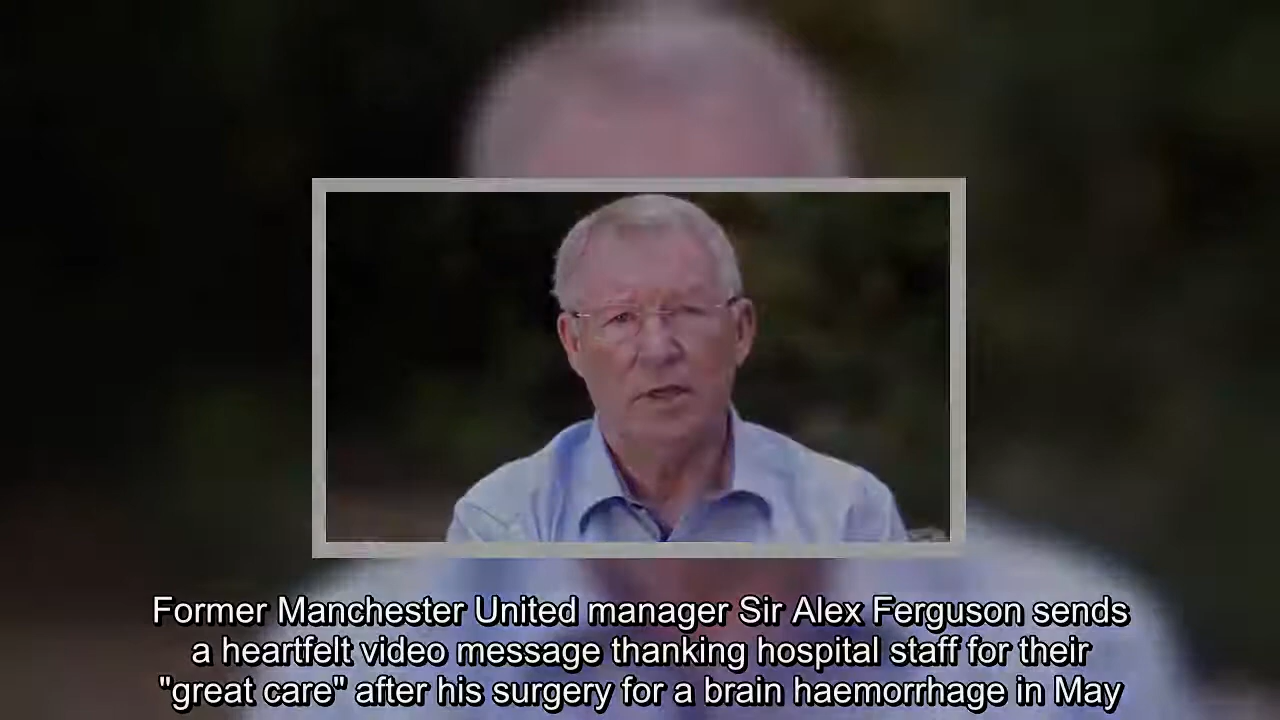 Former Manchester United manager Sir Alex Ferguson sends
a heartfelt video message thanking hospital staff for their
"great care" after his surgery for a brain haemorrhage in May